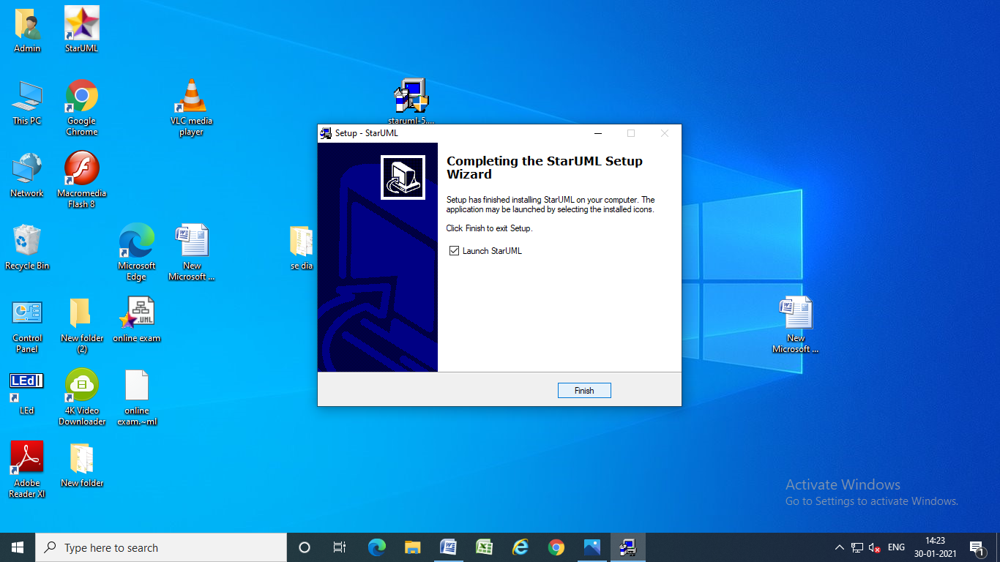 Admin
StarUML
This PC
Google
Chrome
VLC media
player
staruml-5....
Network
Macromedia
Flash 8
Recycle Bin
Microsoft
Edge
New
Microsoft ...
se dia
Control
Panel
New folder
(2)
.UML
online exam
LEd
LEd
4K Video
Downloader
online
exam.~ml
Adobe
Reader XI
New folder
Setup - StarUML
Completing the StarUML Setup
Wizard
Setup has finished installing StarUML on your computer. The
application may be launched by selecting the installed icons.
Click Finish to exit Setup.
Launch StarUML
Finish
New
Microsoft ...
Activate Windows
Go to Settings to activate Windows.
Type here to search
ENG
14:23
30-01-2021
1